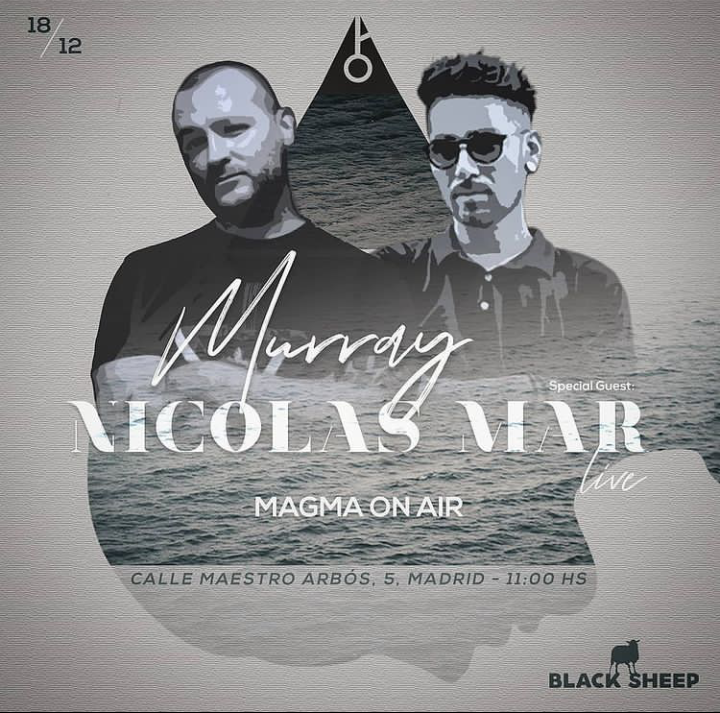 18/12
Murray
Special Guest:
NICOLAS MAR
live
MAGMA ON AIR
CALLE MAESTRO ARBÓS, 5, MADRID - 11:00 HS
BLACK SHEEP